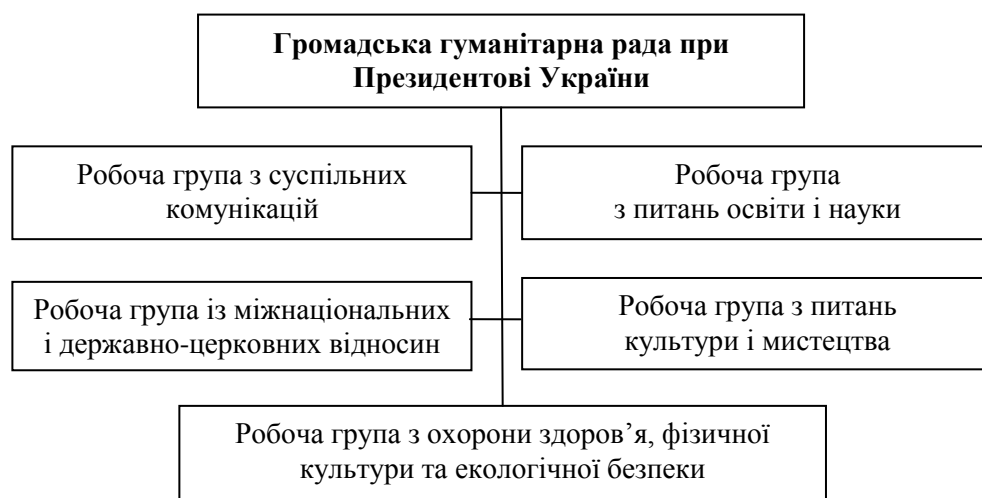 Громадська гуманітарна рада при
Президентові України
Робоча група з суспільних
комунікацій
Робоча група
з питань освіти і науки
Робоча група із міжнаціональних
і державно-церковних відносин
Робоча група з питань
культури і мистецтва
Робоча група з охорони здоров’я, фізичної
культури та екологічної безпеки